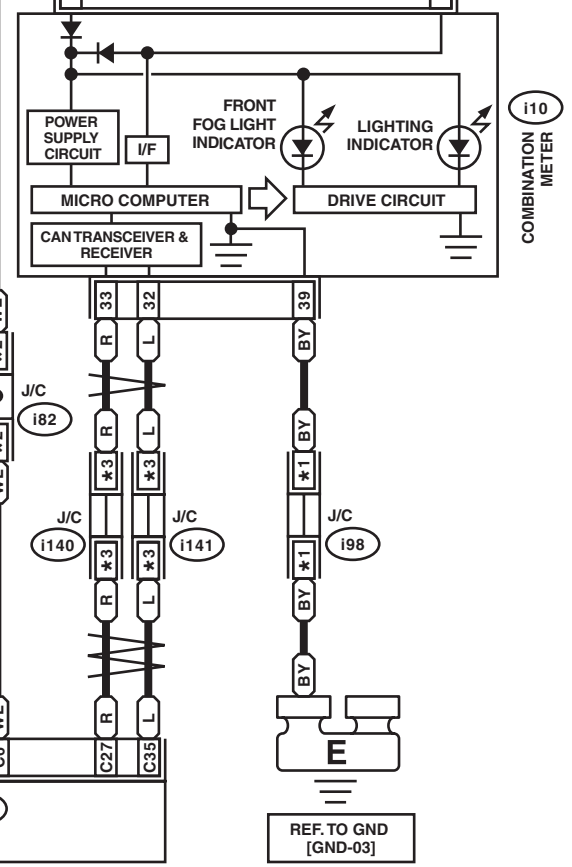 FRONT
FOG LIGHT
INDICATOR
LIGHTING
INDICATOR
i10
COMBINATION
METER
POWER
SUPPLY
CIRCUIT
I/F
MICRO COMPUTER
DRIVE CIRCUIT
CAN TRANSCEIVER &
RECEIVER
33
32
39
R
L
BY
J/C
i82
R
L
BY
*3
*3
*1
J/C
i140
J/C
i141
J/C
i98
*3
*3
*1
R
L
BY
BY
R
L
C27
C35
E
REF. TO GND
[GND-03]